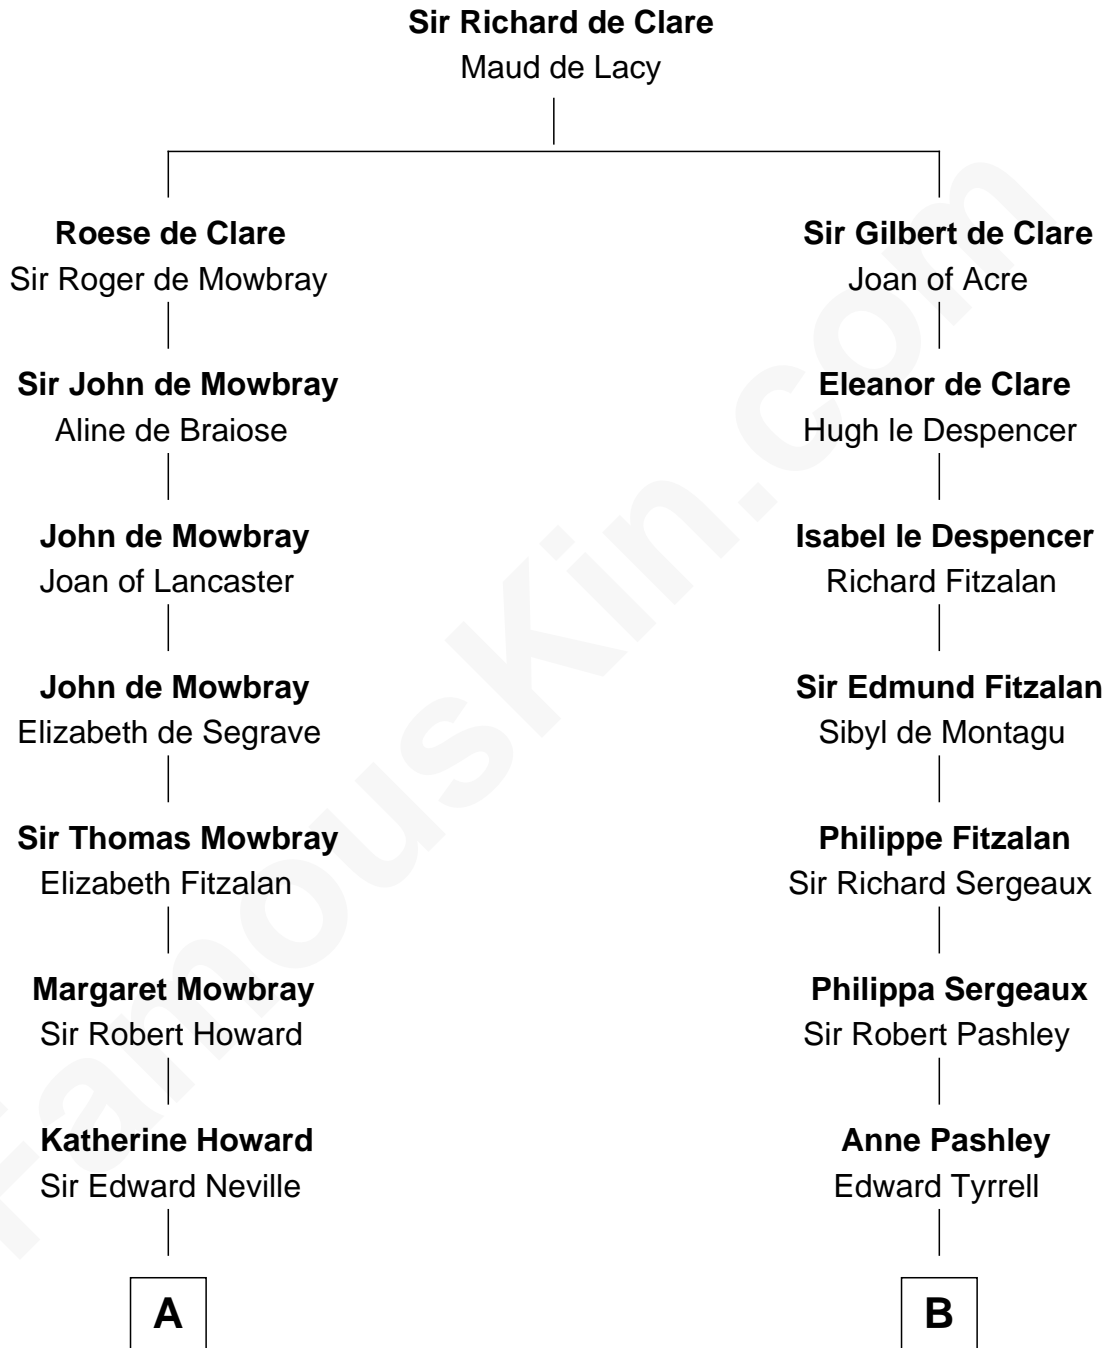 Sir Richard de Clare
Maud de Lacy
Roese de Clare
Sir Roger de Mowbray
Sir Gilbert de Clare
Joan of Acre
Sir John de Mowbray
Aline de Braiose
Eleanor de Clare
Hugh le Despencer
John de Mowbray
Joan of Lancaster
Isabel le Despencer
Richard Fitzalan
John de Mowbray
Elizabeth de Segrave
Sir Edmund Fitzalan
Sibyl de Montagu
Sir Thomas Mowbray
Elizabeth Fitzalan
Philippe Fitzalan
Sir Richard Sergeaux
Margaret Mowbray
Sir Robert Howard
Philippa Sergeaux
Sir Robert Pashley
Katherine Howard
Sir Edward Neville
Anne Pashley
Edward Tyrrell
A
B
FamousKin.com